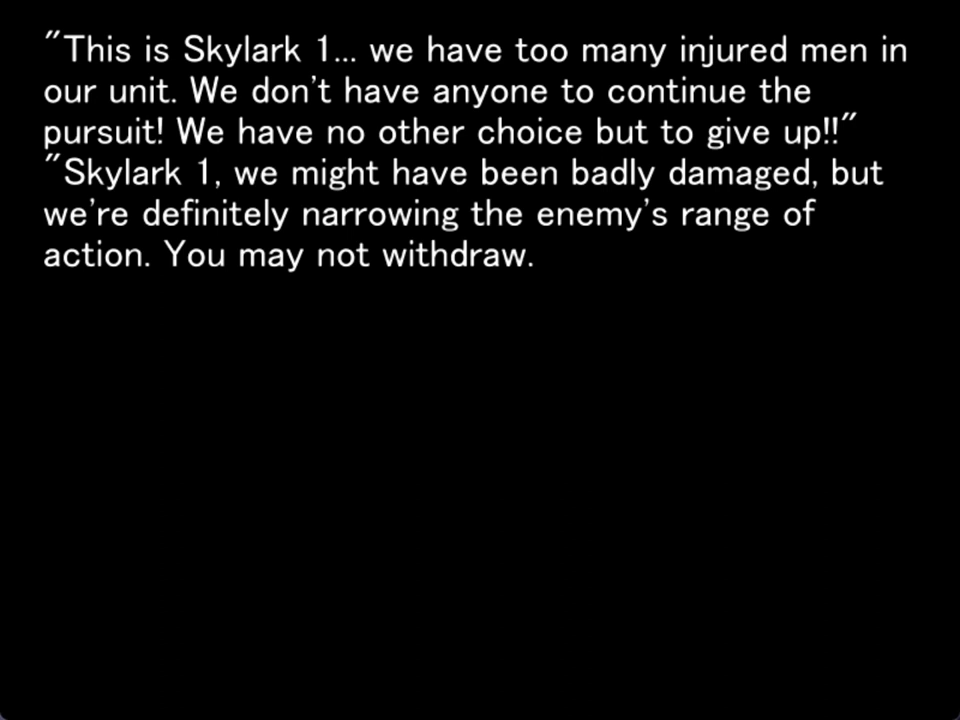 "This is Skylark 1... we have too many injured men in
our unit. We don't have anyone to continue the
pursuit! We have no other choice but to give up!!"
"Skylark 1, we might have been badly damaged, but
we're definitely narrowing the enemy's range of
action. You may not withdraw.